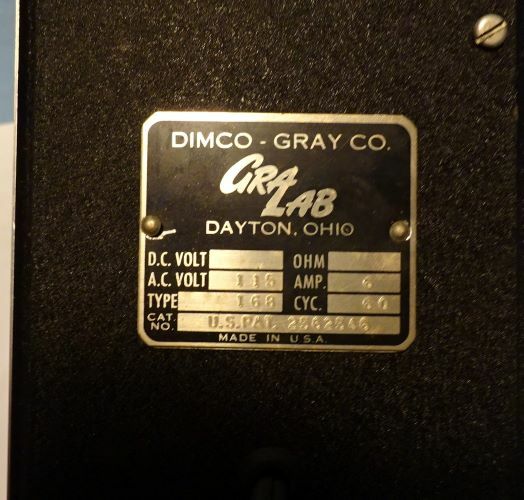 DIMCO - GRAY CO.
GRA LAB
DAYTON, OHIO
D.C. VOLT OHM
A.C. VOLT 115 AMP. 6
TYPE 168 CYC. 60
CAT. NO. U.S.PAT. 2962846
MADE IN U.S.A.